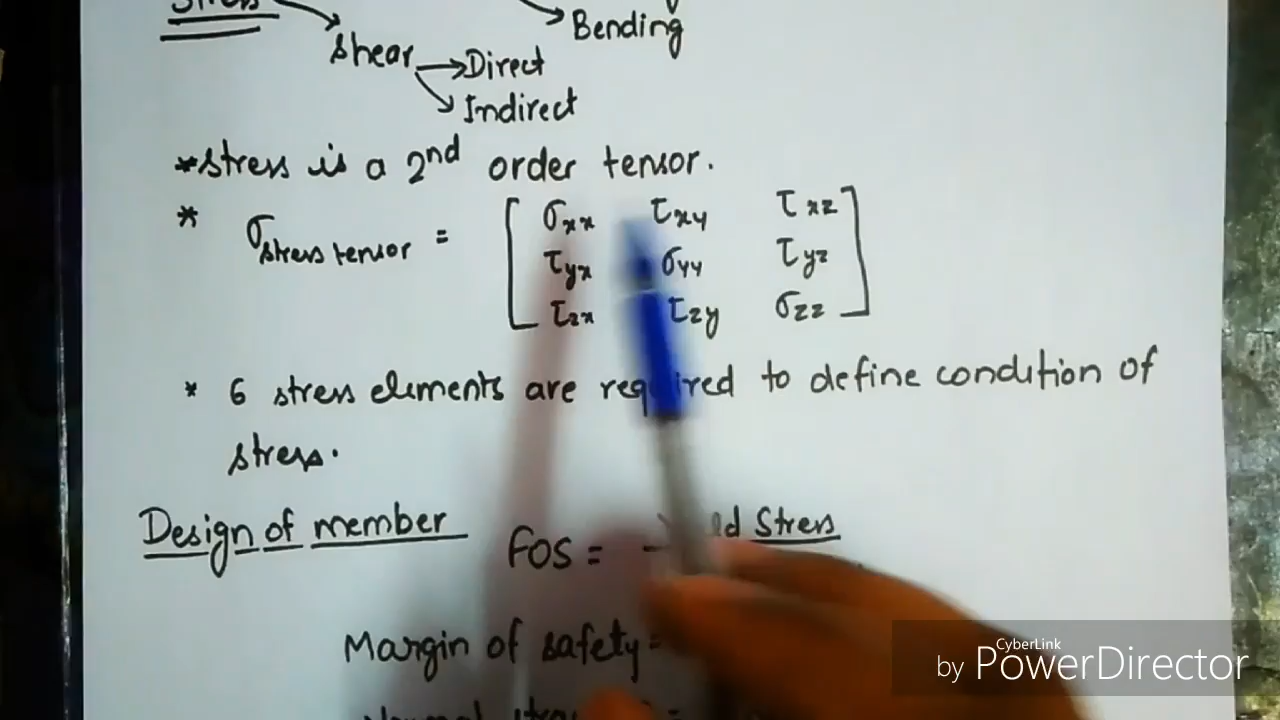 Stress
Bending
Shear → Direct
Indirect
* stress is a 2nd order tensor.
* σ stress tensor = [ σxx τxy τxz
τyx σyy τyz
τzx τzy σzz ]
* 6 stress elements are required to define condition of
stress.
Design of member FOS = Stress
Margin of safety =
CyberLink
by PowerDirector